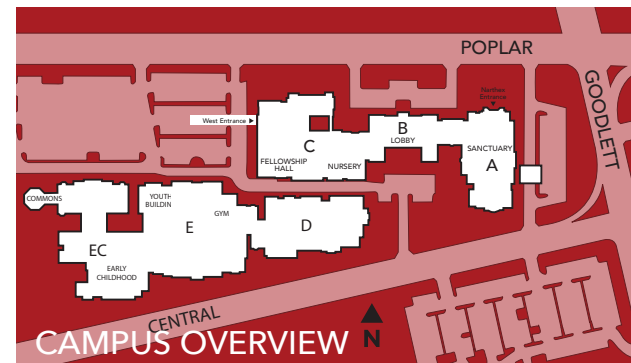 POPLAR
GOODLETT
Narthex
Entrance
West Entrance
B
LOBBY
C
SANCTUARY
A
FELLOWSHIP
HALL
NURSERY
COMMONS
YOUTH
BUILDING
GYM
E
D
EC
EARLY
CHILDHOOD
CENTRAL
CAMPUS OVERVIEW
N